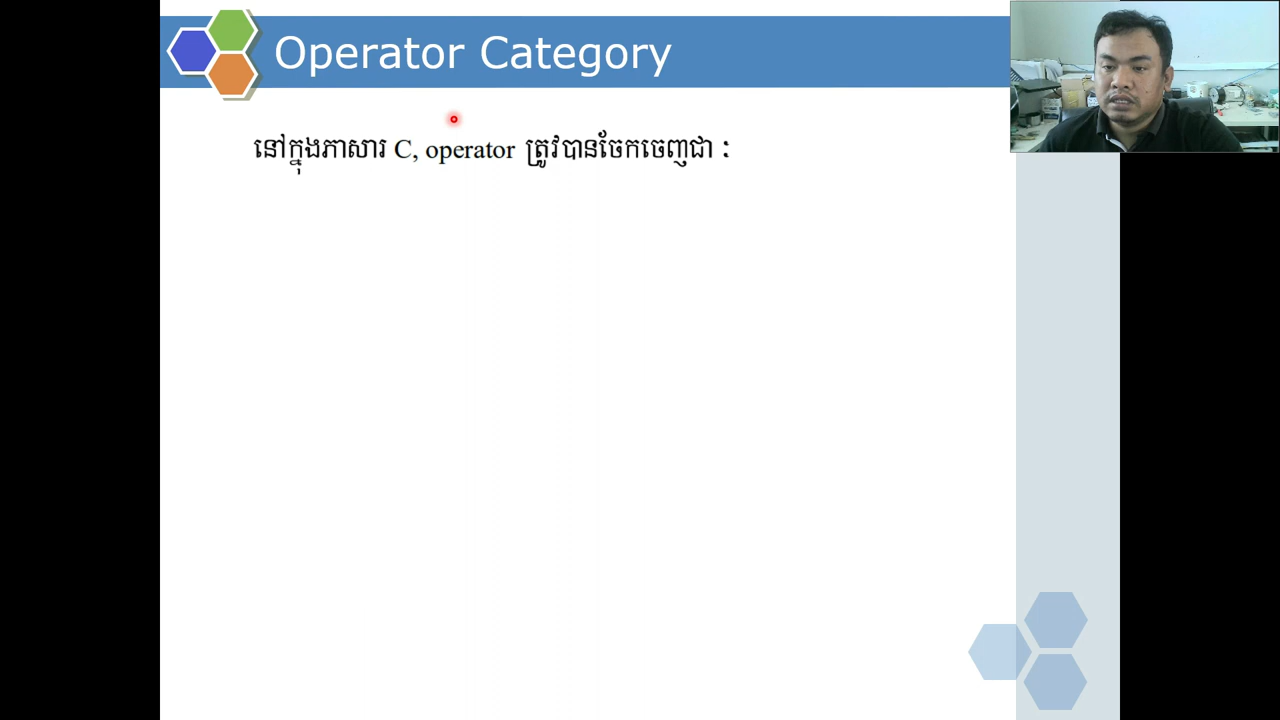 Operator Category
នៅក្នុងភាសារ C, operator ត្រូវបានចែកចេញជា ៖